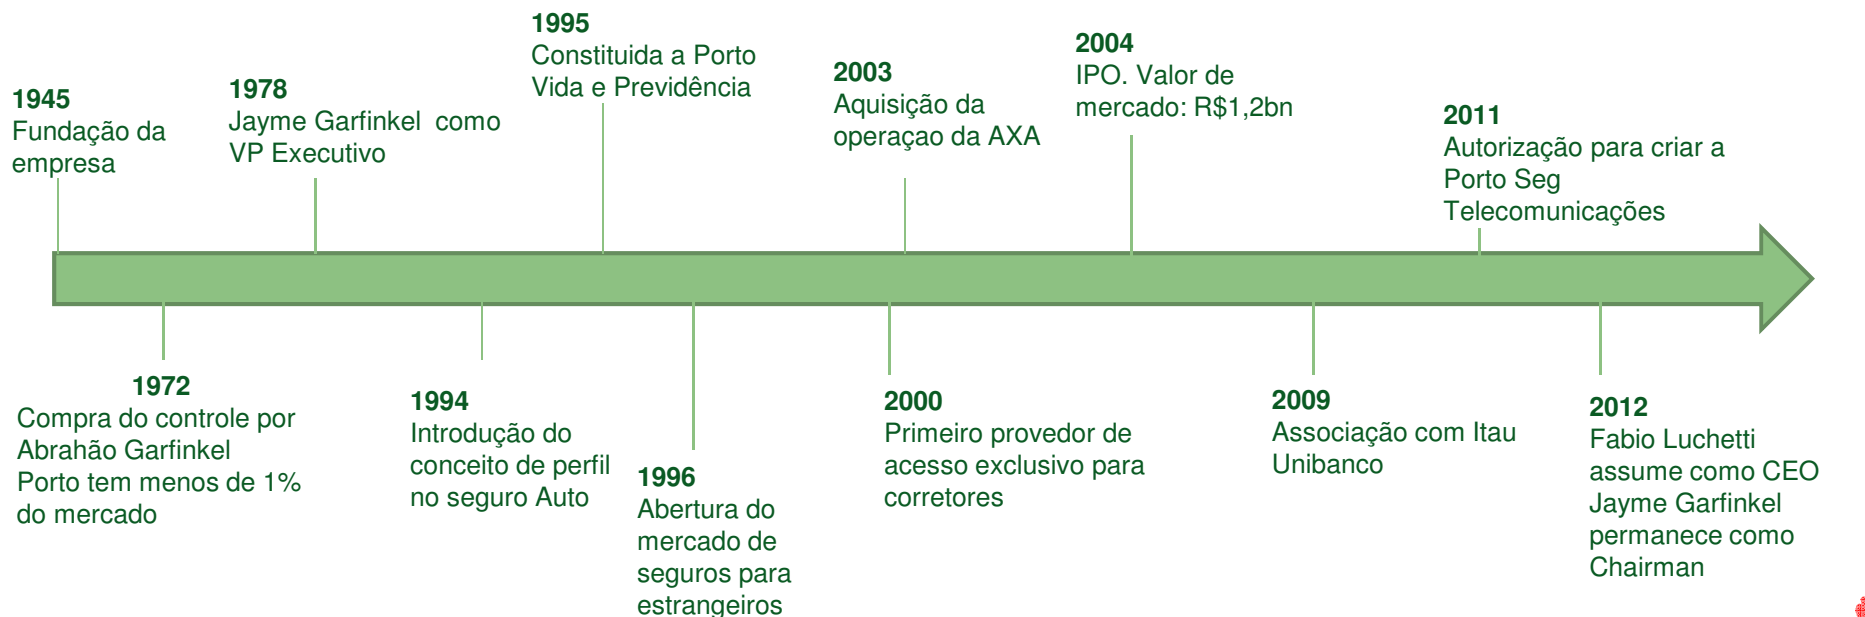 1945
Fundação da
empresa
1978
Jayme Garfinkel  como
VP Executivo
1995
Constituida a Porto
Vida e Previdência
2003
Aquisição da
operaçao da AXA
2004
IPO. Valor de
mercado: R$1,2bn
2011
Autorização para criar a
Porto Seg
Telecomunicações
1972
Compra do controle por
Abrahão Garfinkel
Porto tem menos de 1%
do mercado
1994
Introdução do
conceito de perfil
no seguro Auto
1996
Abertura do
mercado de
seguros para
estrangeiros
2000
Primeiro provedor de
acesso exclusivo para
corretores
2009
Associação com Itau
Unibanco
2012
Fabio Luchetti
assume como CEO
Jayme Garfinkel
permanece como
Chairman